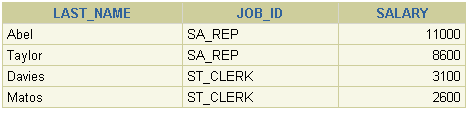 LAST_NAME JOB_ID SALARY
Abel SA_REP 11000
Taylor SA_REP 8600
Davies ST_CLERK 3100
Matos ST_CLERK 2600